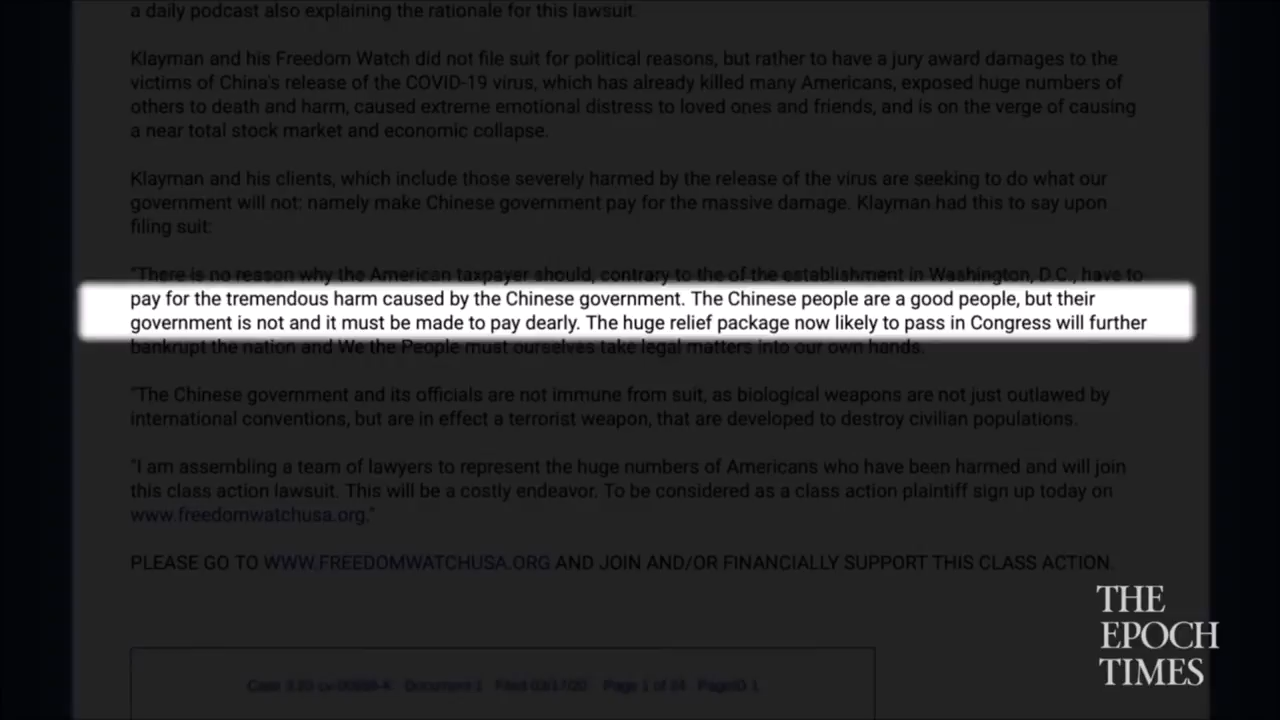 a daily podcast also explaining the rationale for this lawsuit.
Klayman and his Freedom Watch did not file suit for political reasons, but rather to have a jury award damages to the
victims of China's release of the COVID-19 virus, which has already killed many Americans, exposed huge numbers of
others to death and harm, caused extreme emotional distress to loved ones and friends, and is on the verge of causing
a near total stock market and economic collapse.
Klayman and his clients, which include those severely harmed by the release of the virus are seeking to do what our
government will not: namely make Chinese government pay for the massive damage. Klayman had this to say upon
filing suit:
"There is no reason why the American taxpayer should, contrary to the of the establishment in Washington, D.C., have to
pay for the tremendous harm caused by the Chinese government. The Chinese people are a good people, but their
government is not and it must be made to pay dearly. The huge relief package now likely to pass in Congress will further
bankrupt the nation and We the People must ourselves take legal matters into our own hands.
"The Chinese government and its officials are not immune from suit, as biological weapons are not just outlawed by
international conventions, but are in effect a terrorist weapon, that are developed to destroy civilian populations.
"I am assembling a team of lawyers to represent the huge numbers of Americans who have been harmed and will join
this class action lawsuit. This will be a costly endeavor. To be considered as a class action plaintiff sign up today on
www.freedomwatchusa.org."
PLEASE GO TO WWW.FREEDOMWATCHUSA.ORG AND JOIN AND/OR FINANCIALLY SUPPORT THIS CLASS ACTION.
Case Document 1 Filed 03/17/20 Page 1 of 24 PageID 1
THE
EPOCH
TIMES